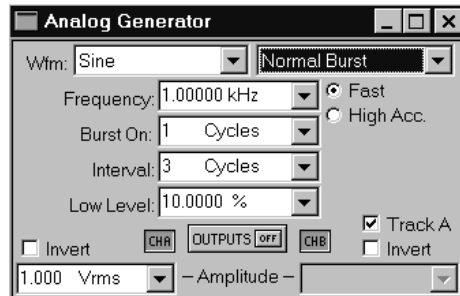 Analog Generator
Wfm: Sine Normal Burst
Frequency: 1.00000 kHz Fast
High Acc.
Burst On: 1 Cycles
Interval: 3 Cycles
Low Level: 10.0000 %
Track A
Invert CHA OUTPUTS OFF CHB Invert
1.000 Vrms – Amplitude –